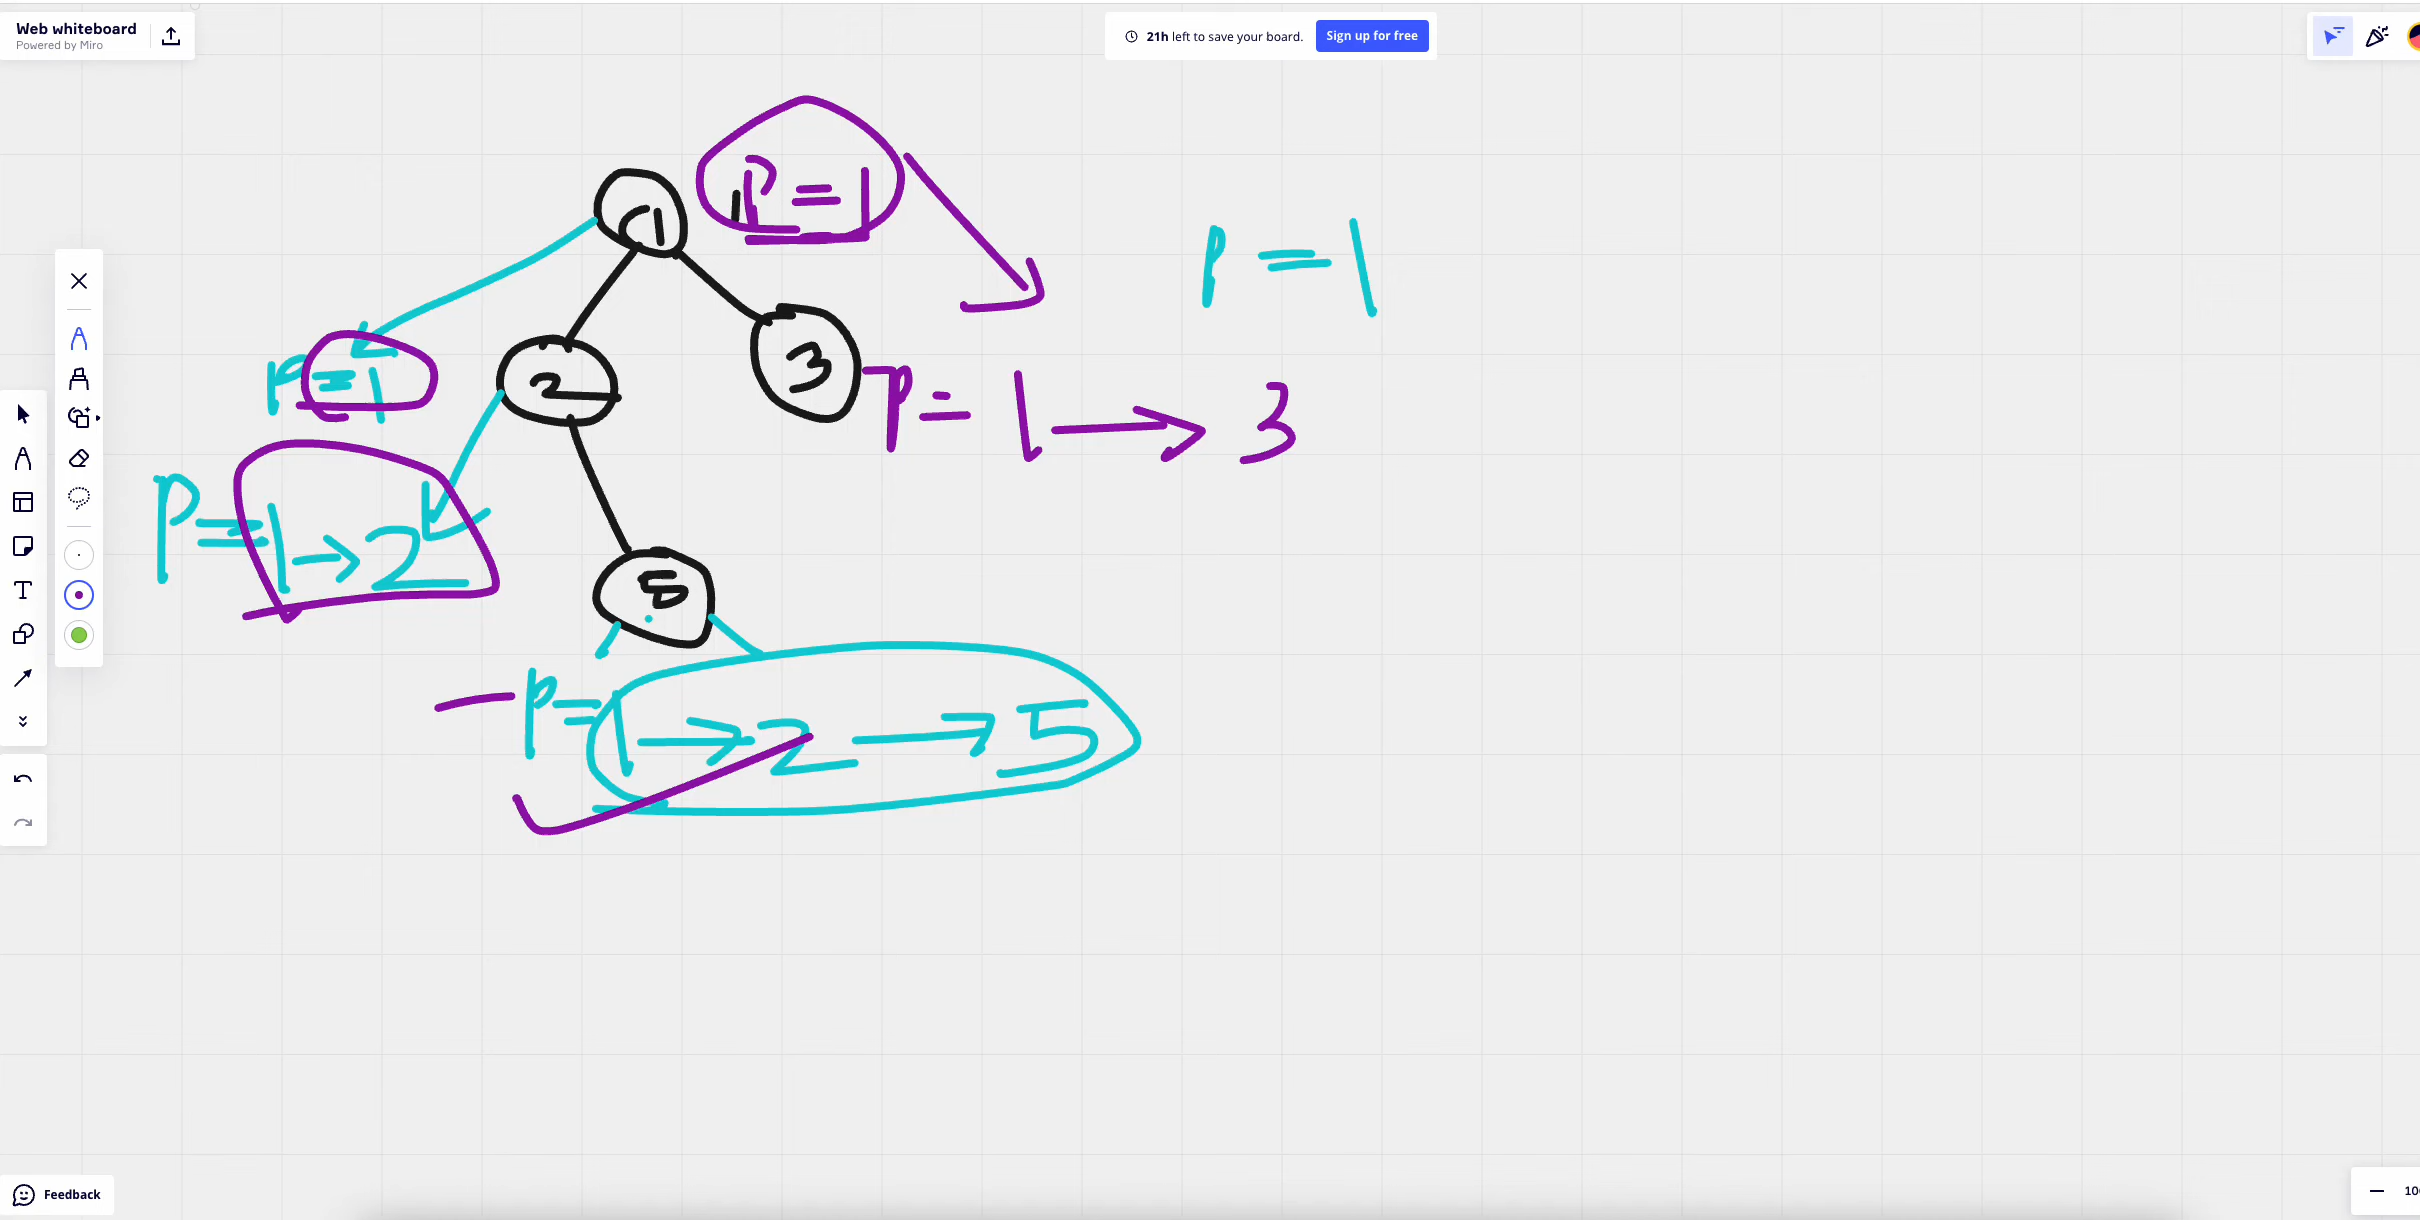 Web whiteboard
Powered by Miro
21h left to save your board.
Sign up for free
1
P=1
P=1
P=1
2
3
P=1→3
P=1→2
5
P=1→2→5
T
Feedback
10